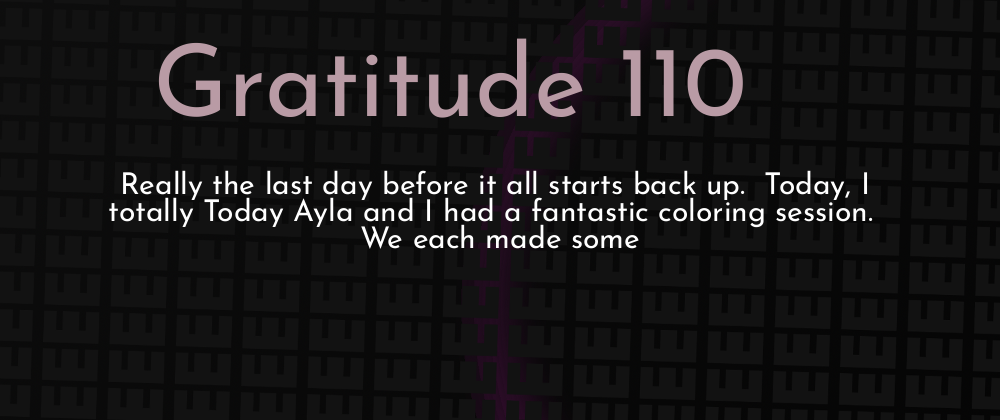 Gratitude 110
Really the last day before it all starts back up.  Today, I
totally Today Ayla and I had a fantastic coloring session.
We each made some